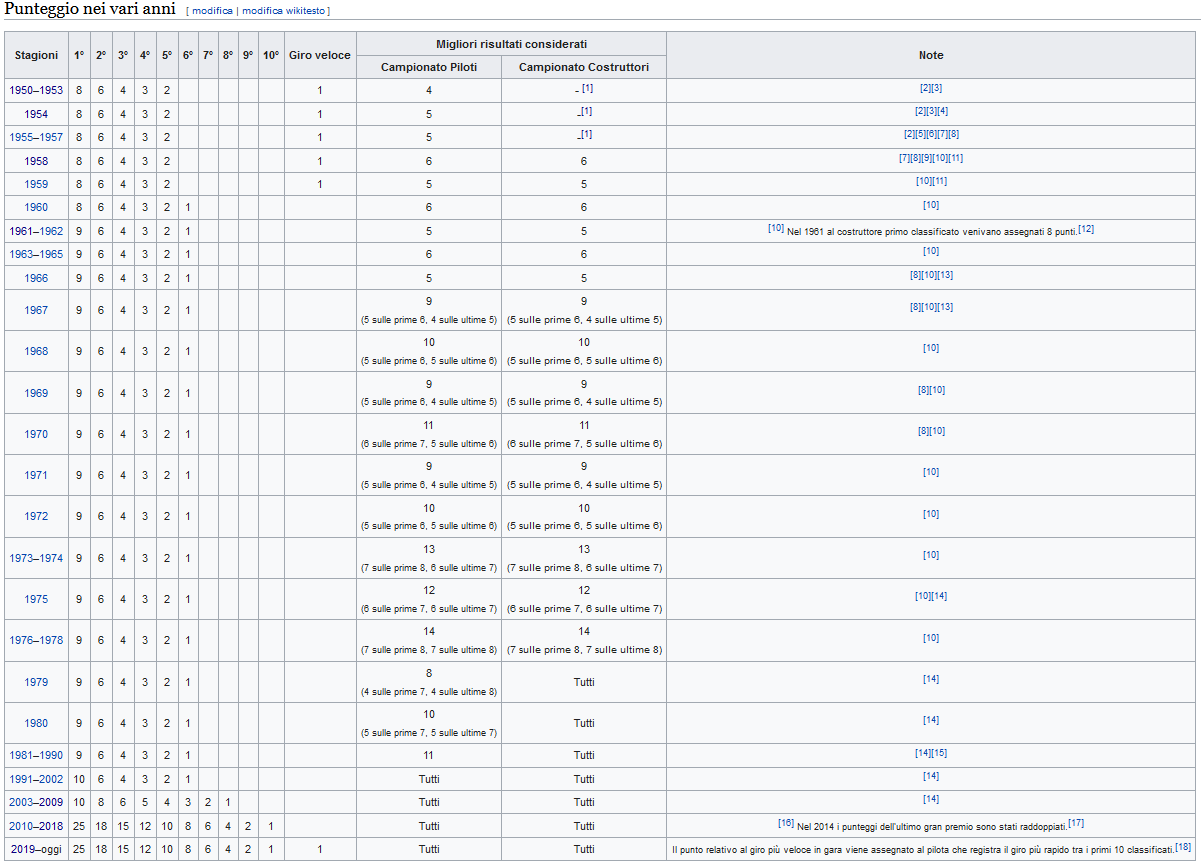 Punteggio nei vari anni [ modifica | modifica wikitesto ]
Stagioni 1º 2º 3º 4º 5º 6º 7º 8º 9º 10º Giro veloce Migliori risultati considerati Note
Campionato Piloti Campionato Costruttori
1950–1953 8 6 4 3 2 1 4 - [1] [2][3]
1954 8 6 4 3 2 1 5 -[1] [2][3][4]
1955–1957 8 6 4 3 2 1 5 -[1] [2][5][6][7][8]
1958 8 6 4 3 2 1 6 6 [7][8][9][10][11]
1959 8 6 4 3 2 1 5 5 [10][11]
1960 8 6 4 3 2 1 6 6 [10]
1961–1962 9 6 4 3 2 1 5 5 [10] Nel 1961 al costruttore primo classificato venivano assegnati 8 punti.[12]
1963–1965 9 6 4 3 2 1 6 6 [10]
1966 9 6 4 3 2 1 5 5 [8][10][13]
1967 9 6 4 3 2 1 9 9 [8][10][13]
(5 sulle prime 6, 4 sulle ultime 5) (5 sulle prime 6, 4 sulle ultime 5)
1968 9 6 4 3 2 1 10 10 [10]
(5 sulle prime 6, 5 sulle ultime 6) (5 sulle prime 6, 5 sulle ultime 6)
1969 9 6 4 3 2 1 9 9 [8][10]
(5 sulle prime 6, 4 sulle ultime 5) (5 sulle prime 6, 4 sulle ultime 5)
1970 9 6 4 3 2 1 11 11 [8][10]
(6 sulle prime 7, 5 sulle ultime 6) (6 sulle prime 7, 5 sulle ultime 6)
1971 9 6 4 3 2 1 9 9 [10]
(5 sulle prime 6, 4 sulle ultime 5) (5 sulle prime 6, 4 sulle ultime 5)
1972 9 6 4 3 2 1 10 10 [10]
(5 sulle prime 6, 5 sulle ultime 6) (5 sulle prime 6, 5 sulle ultime 6)
1973–1974 9 6 4 3 2 1 13 13 [10]
(7 sulle prime 8, 6 sulle ultime 7) (7 sulle prime 8, 6 sulle ultime 7)
1975 9 6 4 3 2 1 12 12 [10][14]
(6 sulle prime 7, 6 sulle ultime 7) (6 sulle prime 7, 6 sulle ultime 7)
1976–1978 9 6 4 3 2 1 14 14 [10]
(7 sulle prime 8, 7 sulle ultime 8) (7 sulle prime 8, 7 sulle ultime 8)
1979 9 6 4 3 2 1 8 Tutti [14]
(4 sulle prime 7, 4 sulle ultime 8)
1980 9 6 4 3 2 1 10 Tutti [14]
(5 sulle prime 7, 5 sulle ultime 7)
1981–1990 9 6 4 3 2 1 11 Tutti [14][15]
1991–2002 10 6 4 3 2 1 Tutti Tutti [14]
2003–2009 10 8 6 5 4 3 2 1 Tutti Tutti [14]
2010–2018 25 18 15 12 10 8 6 4 2 1 Tutti Tutti [16] Nel 2014 i punteggi dell'ultimo gran premio sono stati raddoppiati.[17]
2019–oggi 25 18 15 12 10 8 6 4 2 1 1 Tutti Tutti Il punto relativo al giro più veloce in gara viene assegnato al pilota che registra il giro più rapido tra i primi 10 classificati.[18]